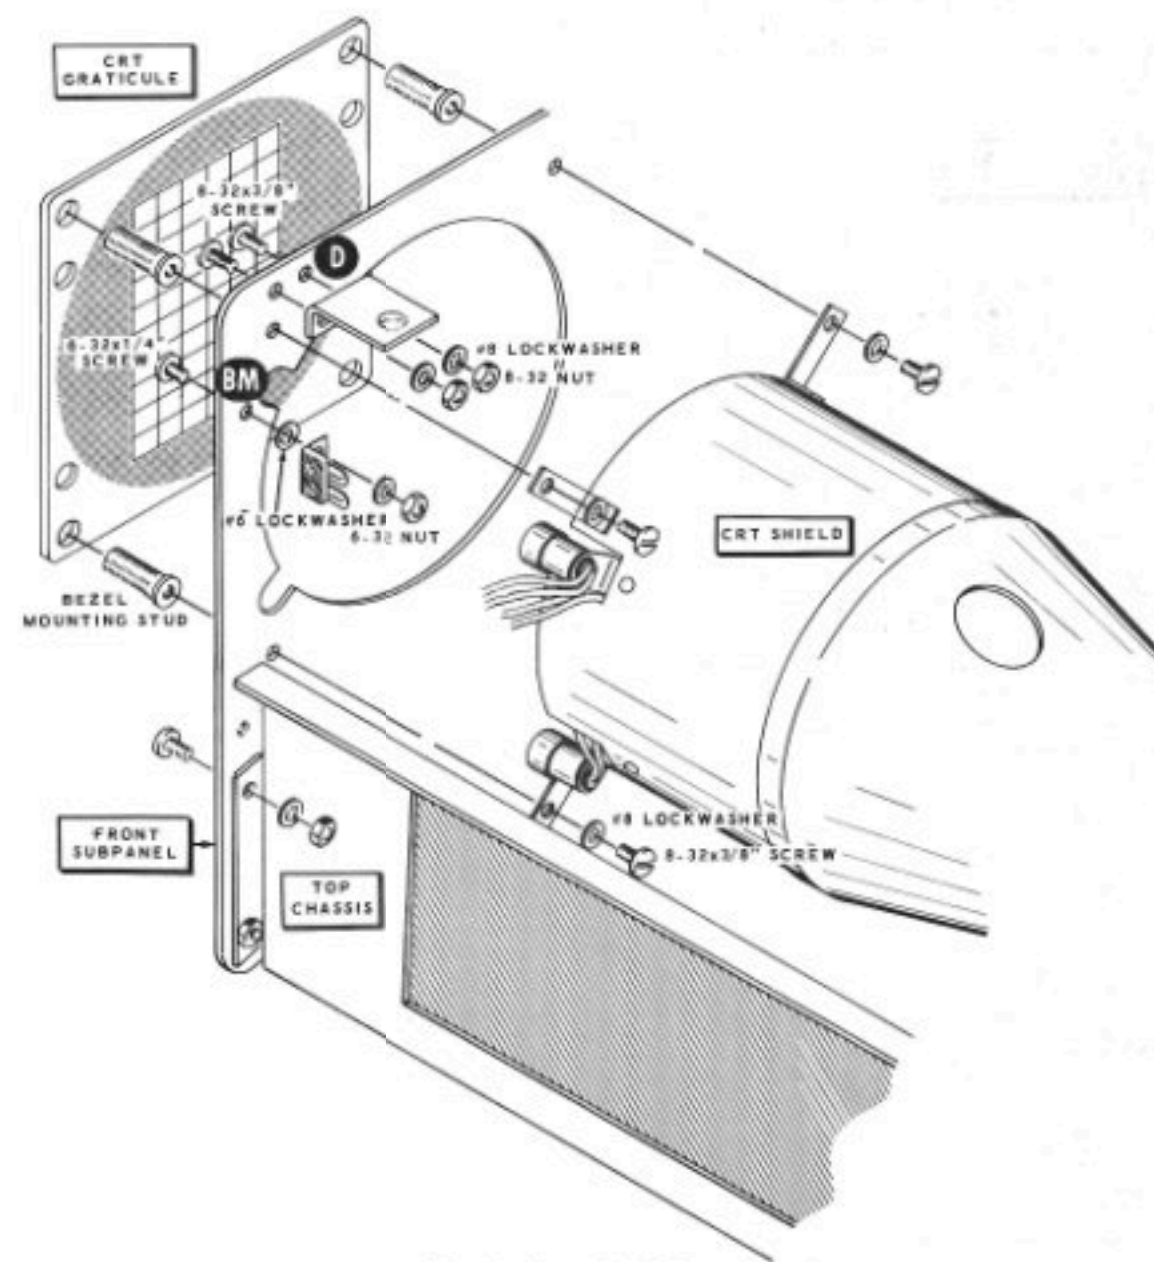 CRT
GRATICULE
8-32x3/8"
SCREW
D
6-32x1/4"
SCREW
BM
#8 LOCKWASHER
8-32 NUT
#6 LOCKWASHER
6-32 NUT
CRT SHIELD
BEZEL
MOUNTING STUD
#8 LOCKWASHER
8-32x3/8" SCREW
FRONT
SUBPANEL
TOP
CHASSIS